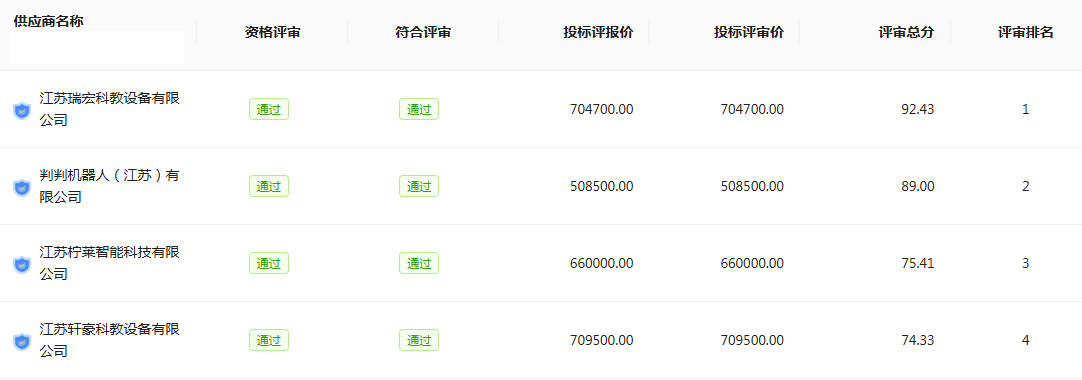 供应商名称 资格评审 符合评审 投标评报价 投标评审价 评审总分 评审排名
江苏瑞宏科教设备有限
公司 通过 通过 704700.00 704700.00 92.43 1
判判机器人（江苏）有
限公司 通过 通过 508500.00 508500.00 89.00 2
江苏柠莱智能科技有限
公司 通过 通过 660000.00 660000.00 75.41 3
江苏轩豪科教设备有限
公司 通过 通过 709500.00 709500.00 74.33 4